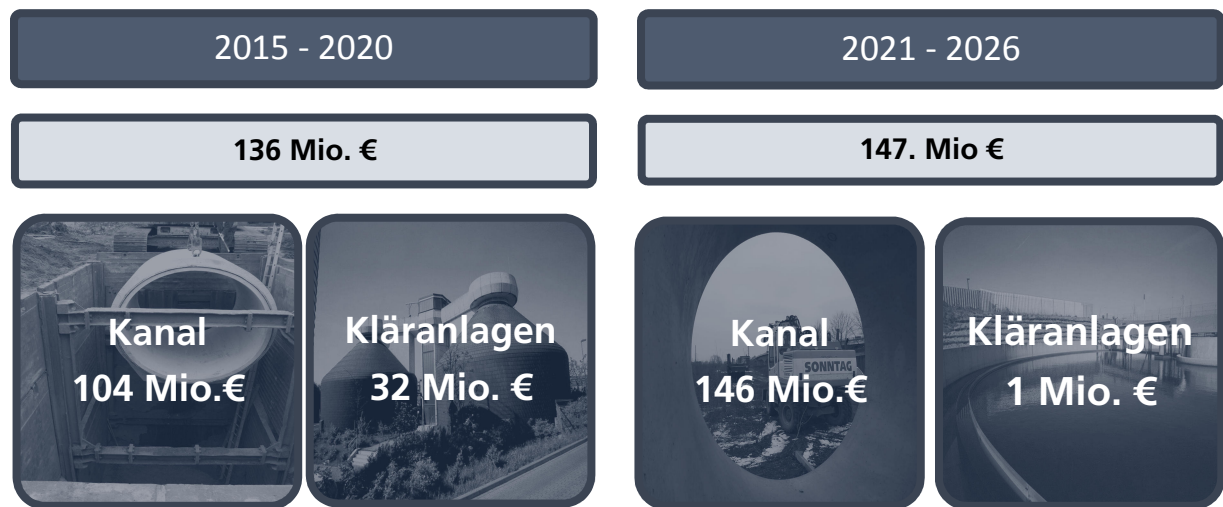 2015 - 2020
136 Mio. €
Kanal
104 Mio.€
Kläranlagen
32 Mio. €
2021 - 2026
147. Mio €
Kanal
SONNTAG
146 Mio.€
Kläranlagen
1 Mio. €